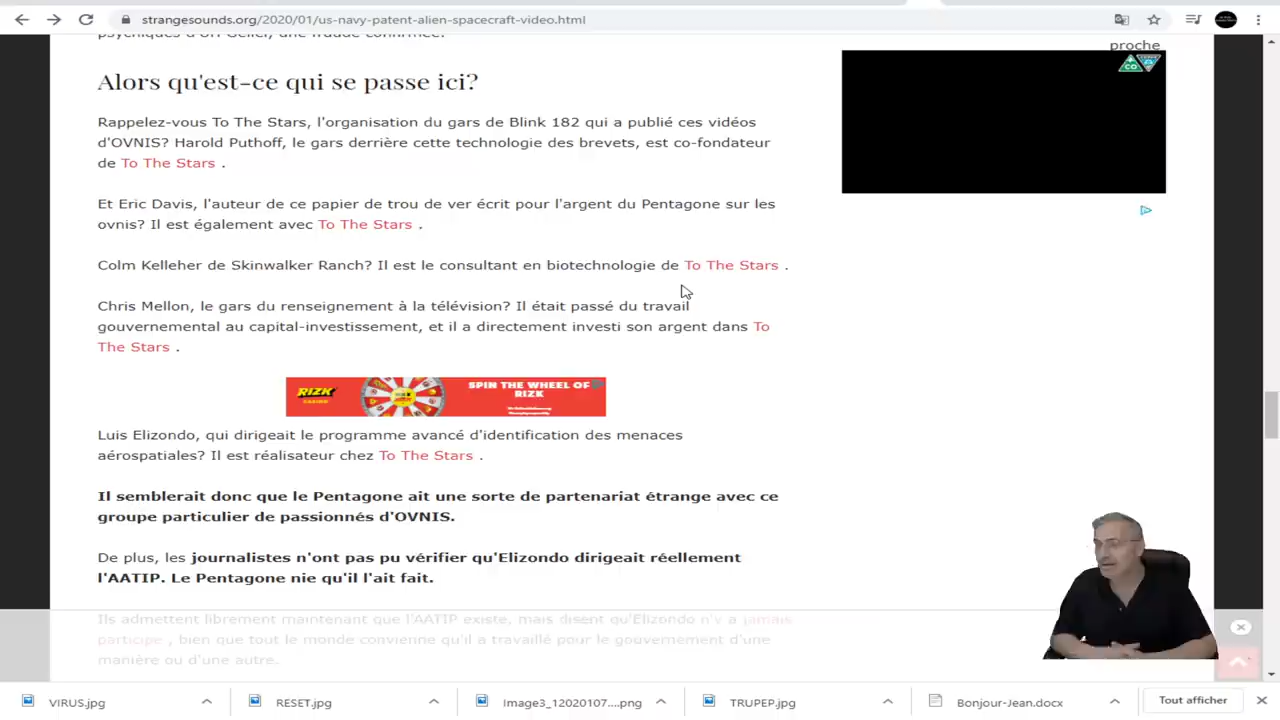 strangesounds.org/2020/01/us-navy-patent-alien-spacecraft-video.html
proche
Alors qu'est-ce qui se passe ici?
Rappelez-vous To The Stars, l'organisation du gars de Blink 182 qui a publié ces vidéos
d'OVNIS? Harold Puthoff, le gars derrière cette technologie des brevets, est co-fondateur
de To The Stars .
Et Eric Davis, l'auteur de ce papier de trou de ver écrit pour l'argent du Pentagone sur les
ovnis? Il est également avec To The Stars .
Colm Kelleher de Skinwalker Ranch? Il est le consultant en biotechnologie de To The Stars .
Chris Mellon, le gars du renseignement à la télévision? Il était passé du travail
gouvernemental au capital-investissement, et il a directement investi son argent dans To
The Stars .
RIZK
CASINO
SPIN THE WHEEL OF
RIZK
Luis Elizondo, qui dirigeait le programme avancé d'identification des menaces
aérospatiales? Il est réalisateur chez To The Stars .
Il semblerait donc que le Pentagone ait une sorte de partenariat étrange avec ce
groupe particulier de passionnés d'OVNIS.
De plus, les journalistes n'ont pas pu vérifier qu'Elizondo dirigeait réellement
l'AATIP. Le Pentagone nie qu'il l'ait fait.
Ils admettent librement maintenant que l'AATIP existe, mais disent qu'Elizondo n'y a jamais
participé , bien que tout le monde convienne qu'il a travaillé pour le gouvernement d'une
manière ou d'une autre.
VIRUS.jpg
RESET.jpg
Image3_12020107....png
TRUPEP.jpg
Bonjour-Jean.docx
Tout afficher